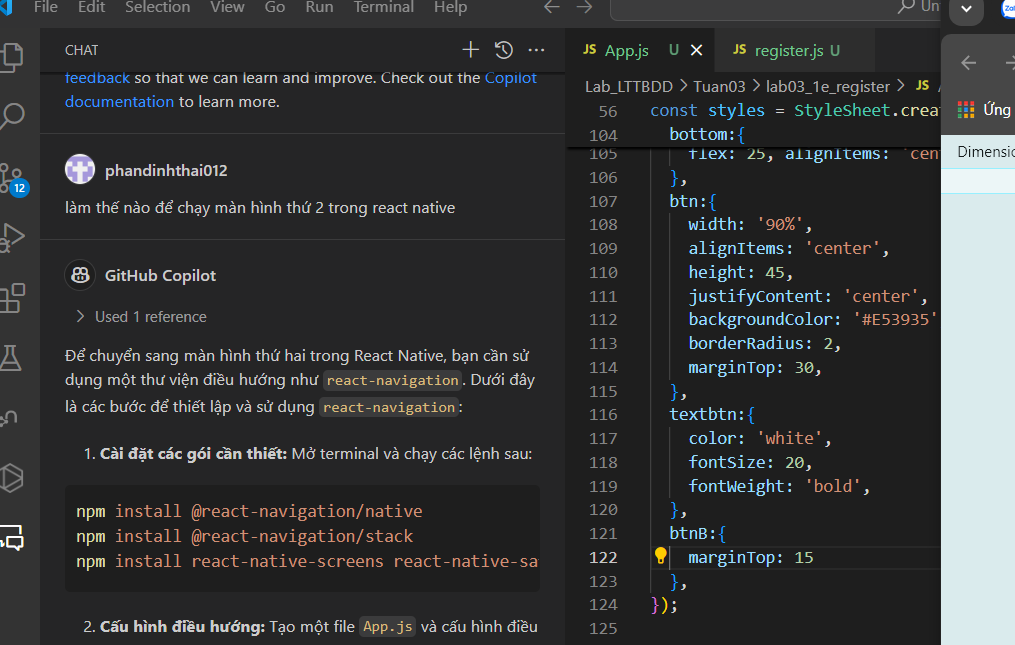 File Edit Selection View Go Run Terminal Help
CHAT
feedback so that we can learn and improve. Check out the Copilot
documentation to learn more.
12
phandinhthai012
làm thế nào để chạy màn hình thứ 2 trong react native
GitHub Copilot
Used 1 reference
Để chuyển sang màn hình thứ hai trong React Native, bạn cần sử
dụng một thư viện điều hướng như react-navigation. Dưới đây
là các bước để thiết lập và sử dụng react-navigation:
1. Cài đặt các gói cần thiết: Mở terminal và chạy các lệnh sau:
npm install @react-navigation/native
npm install @react-navigation/stack
npm install react-native-screens react-native-sa
2. Cấu hình điều hướng: Tạo một file App.js và cấu hình điều
JS App.js U
JS register.js U
Lab_LTTBDD > Tuan03 > lab03_1e_register > JS
56 const styles = StyleSheet.crea
104 bottom:{
105 flex: 25, alignItems: 'cen
106 },
107 btn:{
108 width: '90%',
109 alignItems: 'center',
110 height: 45,
111 justifyContent: 'center',
112 backgroundColor: '#E53935'
113 borderRadius: 2,
114 marginTop: 30,
115 },
116 textbtn:{
117 color: 'white',
118 fontSize: 20,
119 fontWeight: 'bold',
120 },
121 btnB:{
122 marginTop: 15
123 },
124 });
125
Un
Zal
Ứng
Dimensio